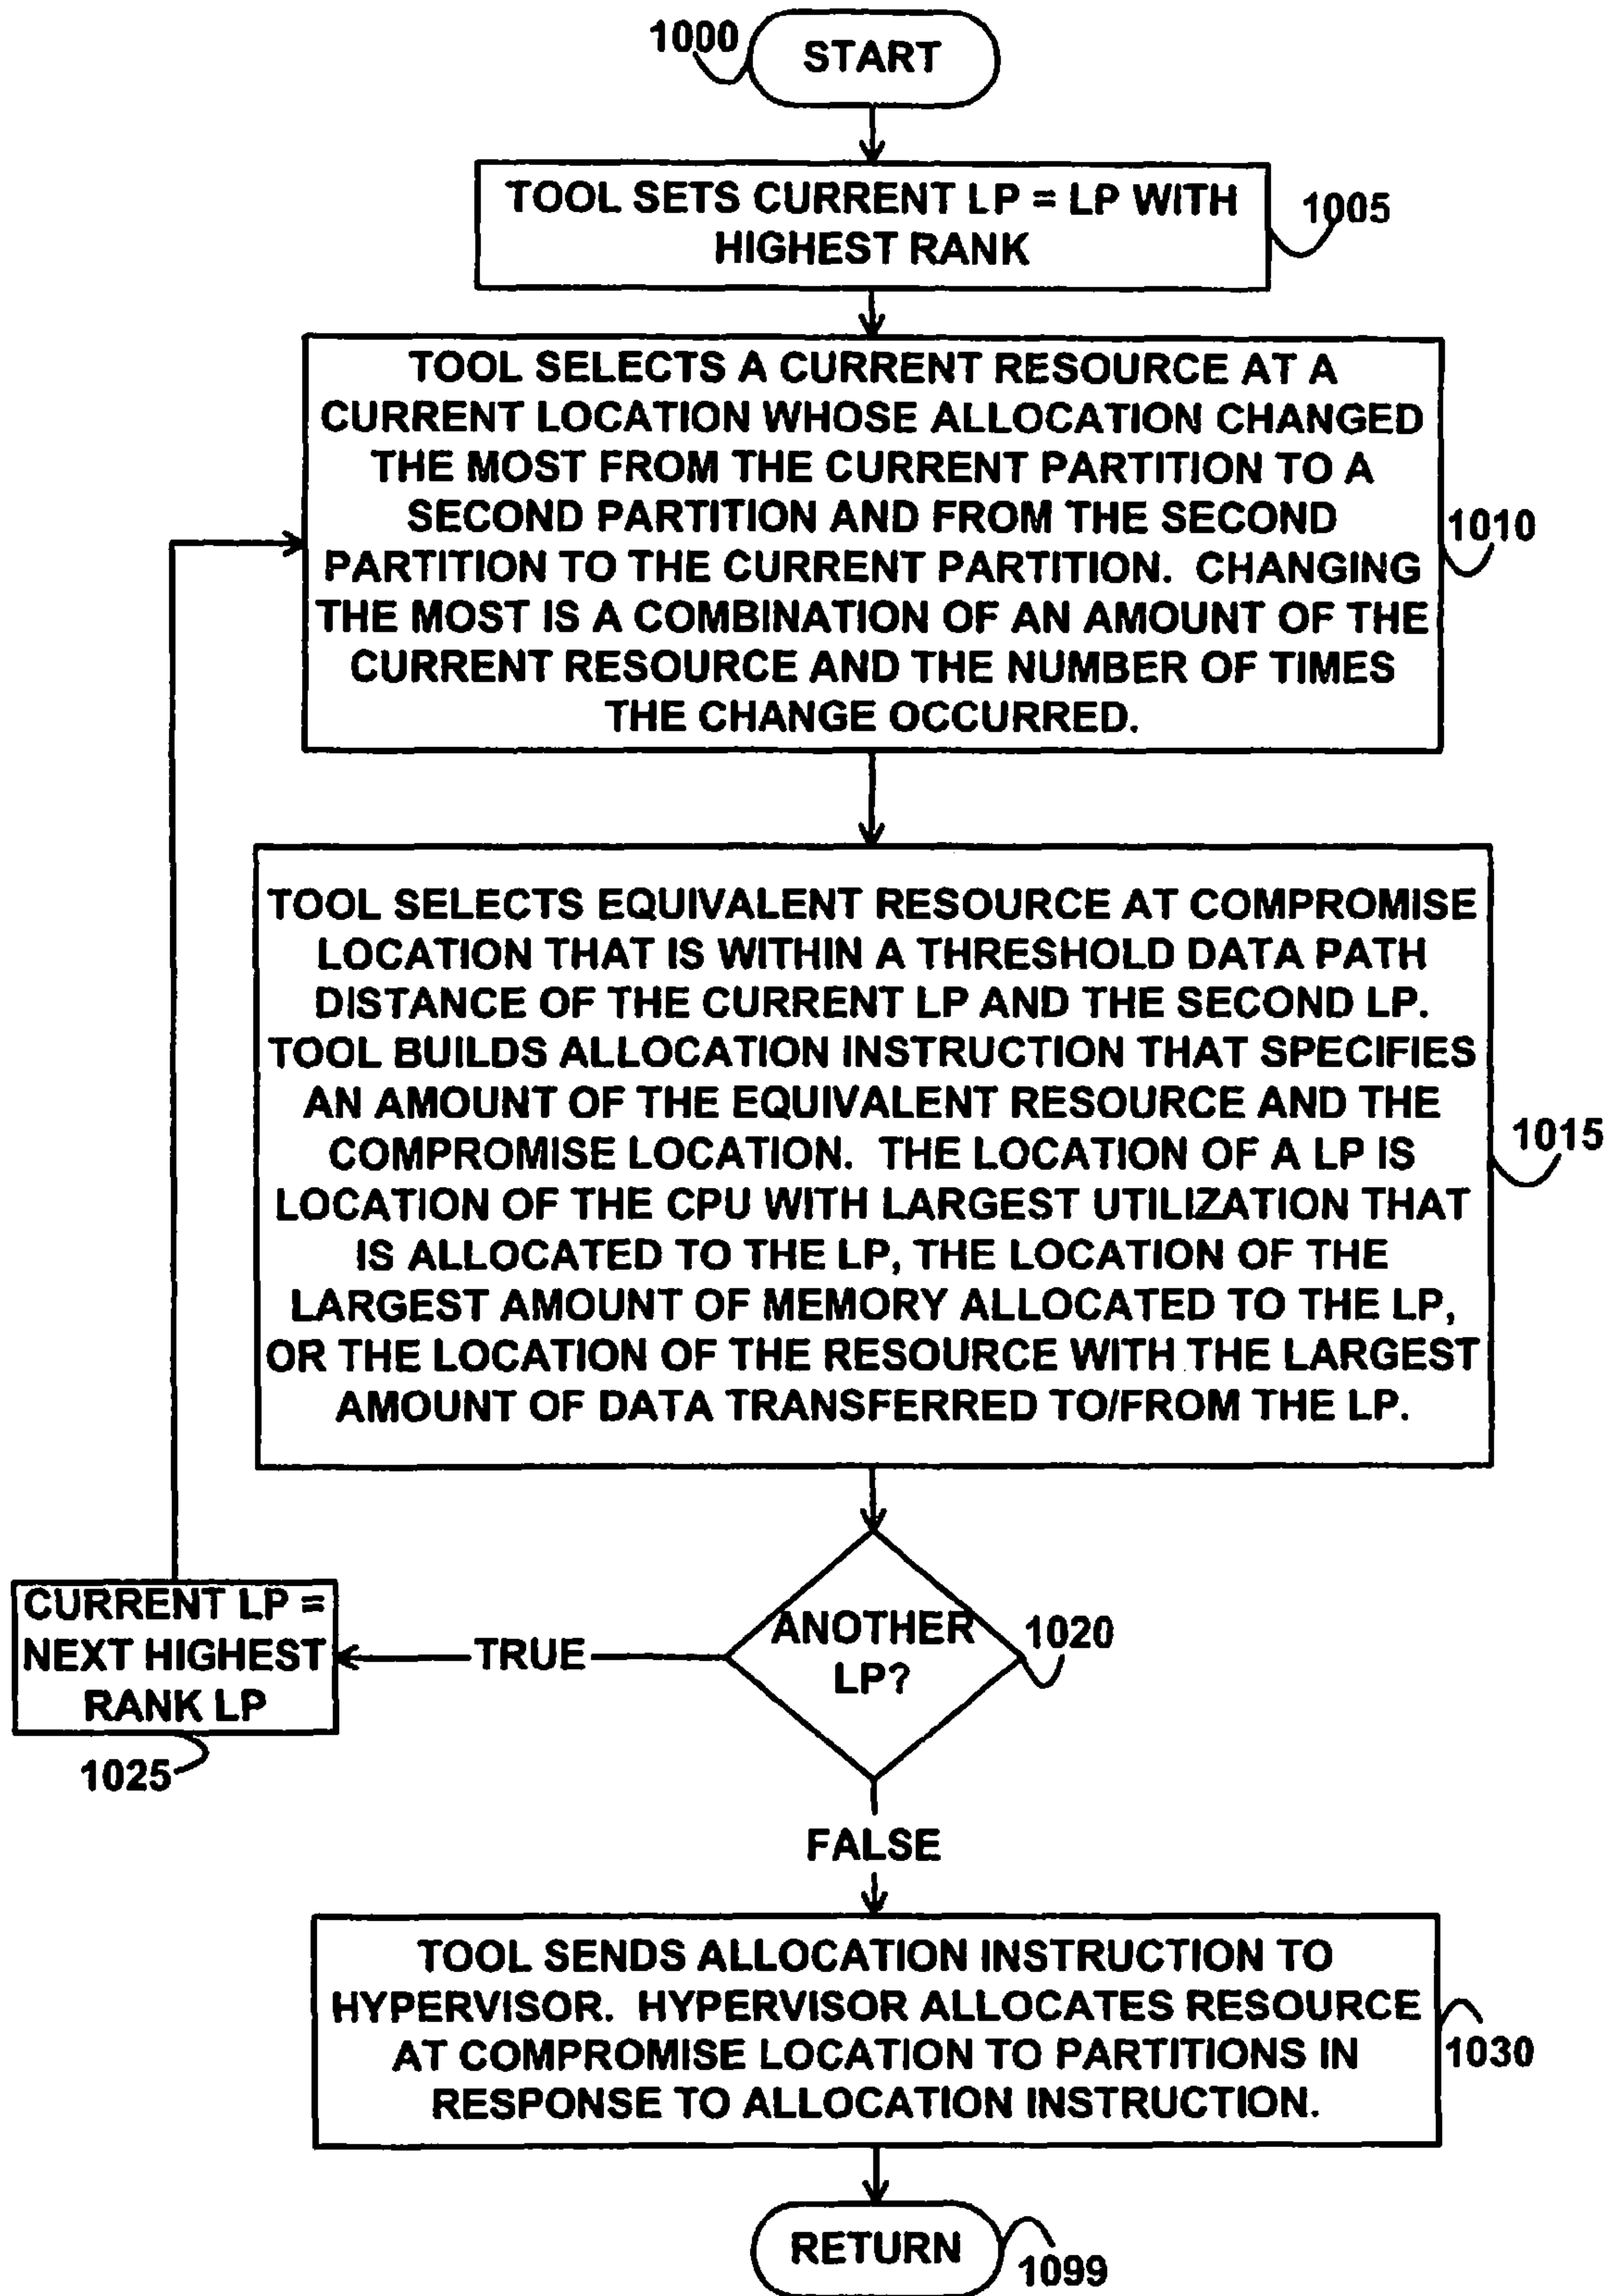 1000
START
TOOL SETS CURRENT LP = LP WITH
HIGHEST RANK
1005
TOOL SELECTS A CURRENT RESOURCE AT A
CURRENT LOCATION WHOSE ALLOCATION CHANGED
THE MOST FROM THE CURRENT PARTITION TO A
SECOND PARTITION AND FROM THE SECOND
PARTITION TO THE CURRENT PARTITION. CHANGING
THE MOST IS A COMBINATION OF AN AMOUNT OF THE
CURRENT RESOURCE AND THE NUMBER OF TIMES
THE CHANGE OCCURRED.
1010
TOOL SELECTS EQUIVALENT RESOURCE AT COMPROMISE
LOCATION THAT IS WITHIN A THRESHOLD DATA PATH
DISTANCE OF THE CURRENT LP AND THE SECOND LP.
TOOL BUILDS ALLOCATION INSTRUCTION THAT SPECIFIES
AN AMOUNT OF THE EQUIVALENT RESOURCE AND THE
COMPROMISE LOCATION. THE LOCATION OF A LP IS
LOCATION OF THE CPU WITH LARGEST UTILIZATION THAT
IS ALLOCATED TO THE LP, THE LOCATION OF THE
LARGEST AMOUNT OF MEMORY ALLOCATED TO THE LP,
OR THE LOCATION OF THE RESOURCE WITH THE LARGEST
AMOUNT OF DATA TRANSFERRED TO/FROM THE LP.
1015
ANOTHER
LP?
1020
TRUE
CURRENT LP =
NEXT HIGHEST
RANK LP
1025
FALSE
TOOL SENDS ALLOCATION INSTRUCTION TO
HYPERVISOR. HYPERVISOR ALLOCATES RESOURCE
AT COMPROMISE LOCATION TO PARTITIONS IN
RESPONSE TO ALLOCATION INSTRUCTION.
1030
RETURN
1099